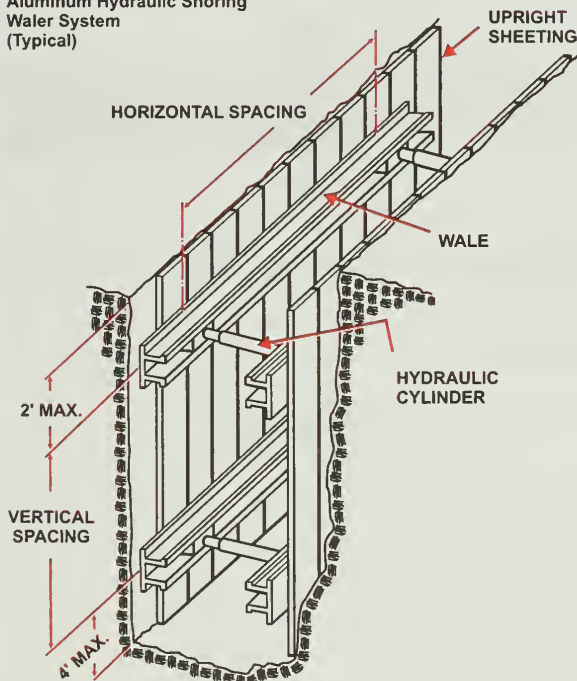 Aluminum Hydraulic Shoring
Waler System
(Typical)
UPRIGHT
SHEETING
HORIZONTAL SPACING
WALE
HYDRAULIC
CYLINDER
2' MAX.
VERTICAL
SPACING
4' MAX.